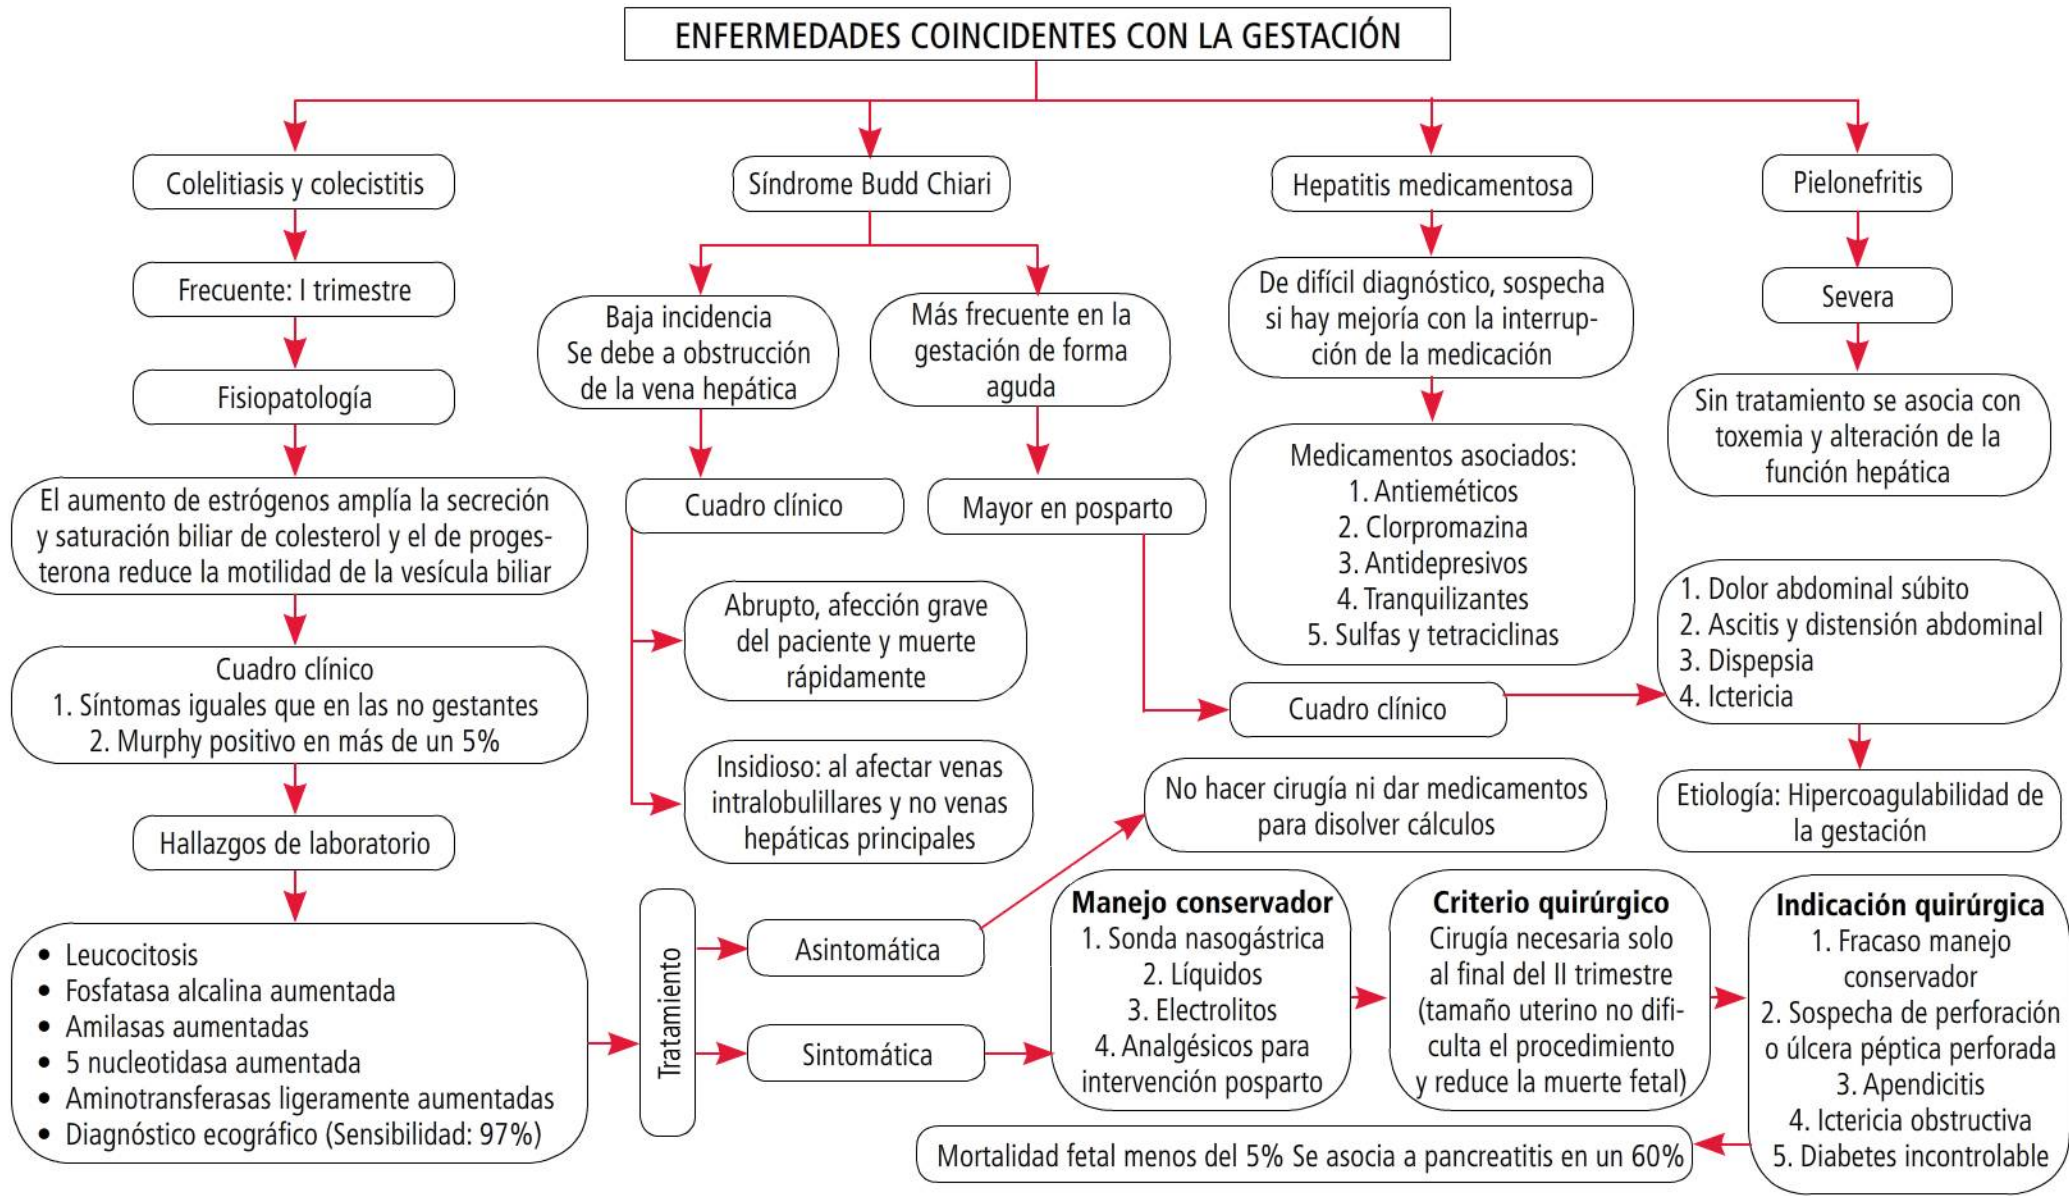 ENFERMEDADES COINCIDENTES CON LA GESTACIÓN
Colelitiasis y colecistitis
Frecuente: I trimestre
Fisiopatología
El aumento de estrógenos amplía la secreción
y saturación biliar de colesterol y el de proges-
terona reduce la motilidad de la vesícula biliar
Cuadro clínico
1. Síntomas iguales que en las no gestantes
2. Murphy positivo en más de un 5%
Hallazgos de laboratorio
• Leucocitosis
• Fosfatasa alcalina aumentada
• Amilasas aumentadas
• 5 nucleotidasa aumentada
• Aminotransferasas ligeramente aumentadas
• Diagnóstico ecográfico (Sensibilidad: 97%)
Tratamiento
Asintomática
No hacer cirugía ni dar medicamentos
para disolver cálculos
Sintomática
Manejo conservador
1. Sonda nasogástrica
2. Líquidos
3. Electrolitos
4. Analgésicos para
intervención posparto
Criterio quirúrgico
Cirugía necesaria solo
al final del II trimestre
(tamaño uterino no difi-
culta el procedimiento
y reduce la muerte fetal)
Indicación quirúrgica
1. Fracaso manejo
conservador
2. Sospecha de perforación
o úlcera péptica perforada
3. Apendicitis
4. Ictericia obstructiva
5. Diabetes incontrolable
Mortalidad fetal menos del 5% Se asocia a pancreatitis en un 60%
Síndrome Budd Chiari
Baja incidencia
Se debe a obstrucción
de la vena hepática
Cuadro clínico
Abrupto, afección grave
del paciente y muerte
rápidamente
Insidioso: al afectar venas
intralobulillares y no venas
hepáticas principales
Más frecuente en la
gestación de forma
aguda
Mayor en posparto
Cuadro clínico
1. Dolor abdominal súbito
2. Ascitis y distensión abdominal
3. Dispepsia
4. Ictericia
Etiología: Hipercoagulabilidad de
la gestación
Hepatitis medicamentosa
De difícil diagnóstico, sospecha
si hay mejoría con la interrup-
ción de la medicación
Medicamentos asociados:
1. Antieméticos
2. Clorpromazina
3. Antidepresivos
4. Tranquilizantes
5. Sulfas y tetraciclinas
Pielonefritis
Severa
Sin tratamiento se asocia con
toxemia y alteración de la
función hepática